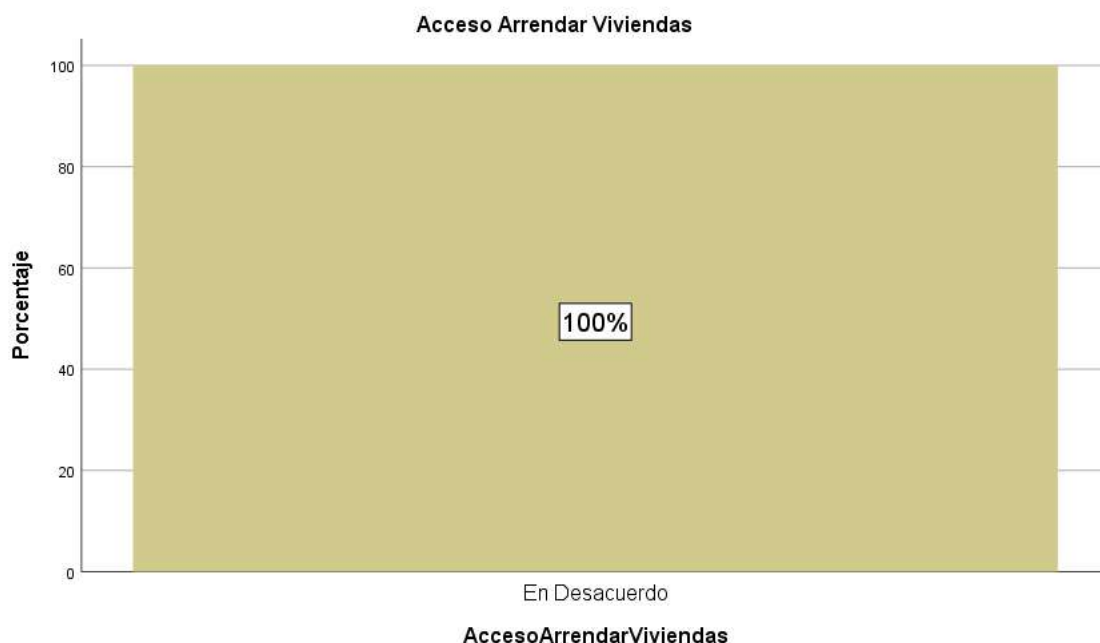 Acceso Arrendar Viviendas
100
80
60
40
20
0
Porcentaje
100%
En Desacuerdo
AccesoArrendarViviendas